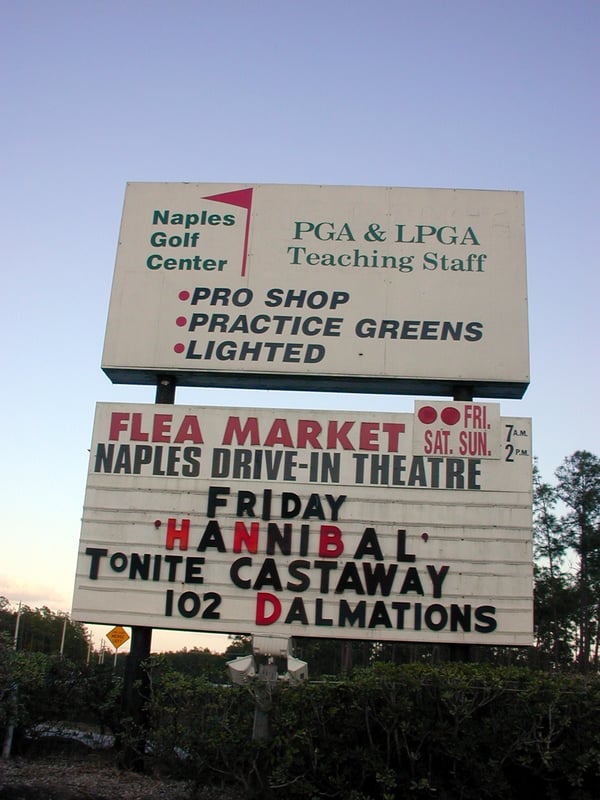 Naples
Golf
Center
PGA & LPGA
Teaching Staff
PRO SHOP
PRACTICE GREENS
LIGHTED
FLEA MARKET
FRI.
SAT. SUN.
7 A.M.
2 P.M.
NAPLES DRIVE-IN THEATRE
FRIDAY
'HANNIBAL'
TONITE CASTAWAY
102 DALMATIONS